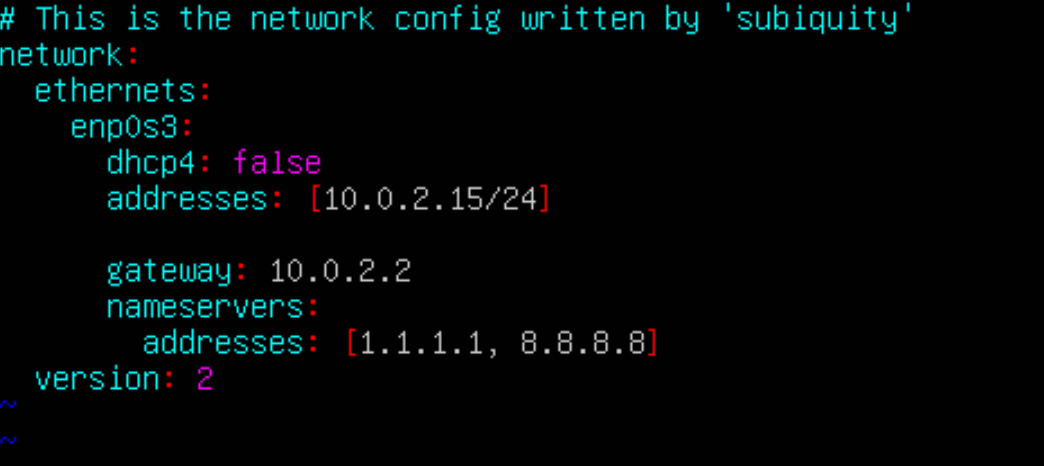 # This is the network config written by 'subiquity'
network:
  ethernets:
    enp0s3:
      dhcp4: false
      addresses: [10.0.2.15/24]

      gateway: 10.0.2.2
      nameservers:
        addresses: [1.1.1.1, 8.8.8.8]
  version: 2
~
~